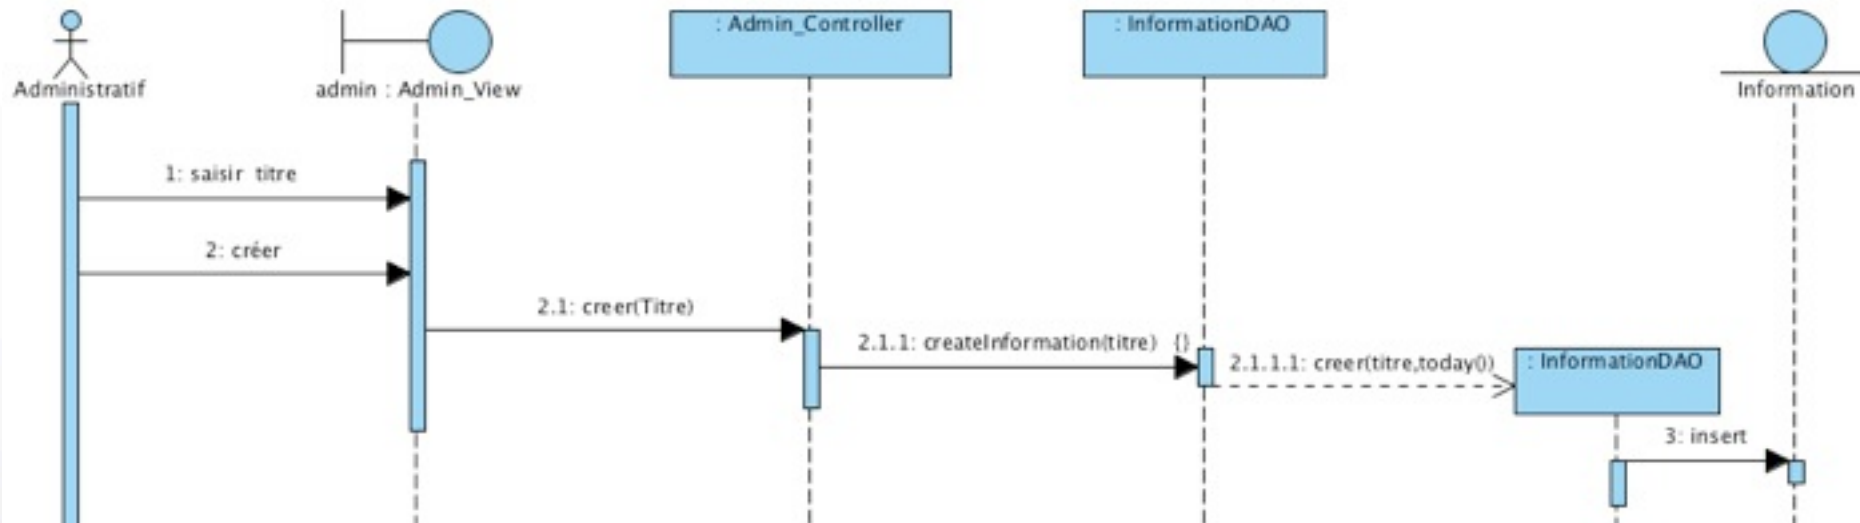 : Admin_Controller
: InformationDAO
Administratif
admin : Admin_View
Information
1: saisir titre
2: créer
2.1: creer(Titre)
2.1.1: createInformation(titre) {}
2.1.1.1: creer(titre,today())
: InformationDAO
3: insert